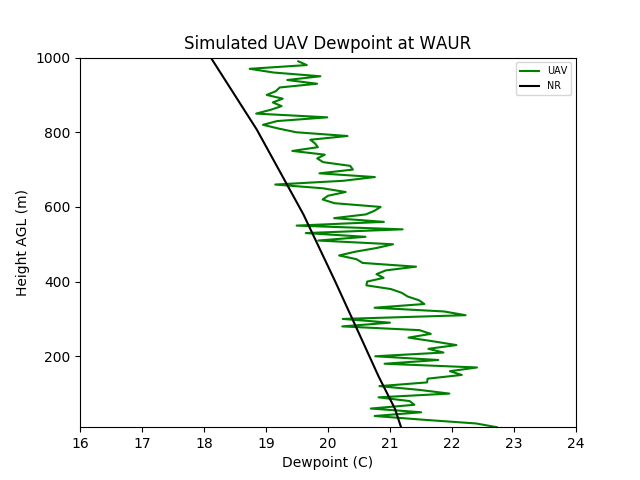 Simulated UAV Dewpoint at WAUR
1000
UAV
NR
800
600
400
200
Height AGL (m)
16 17 18 19 20 21 22 23 24
Dewpoint (C)